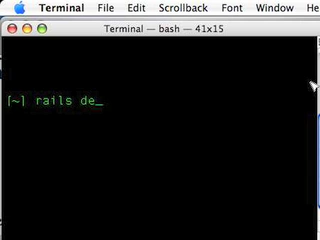 Terminal File Edit Scrollback Font Window He
Terminal — bash — 41x15
[~] rails de_